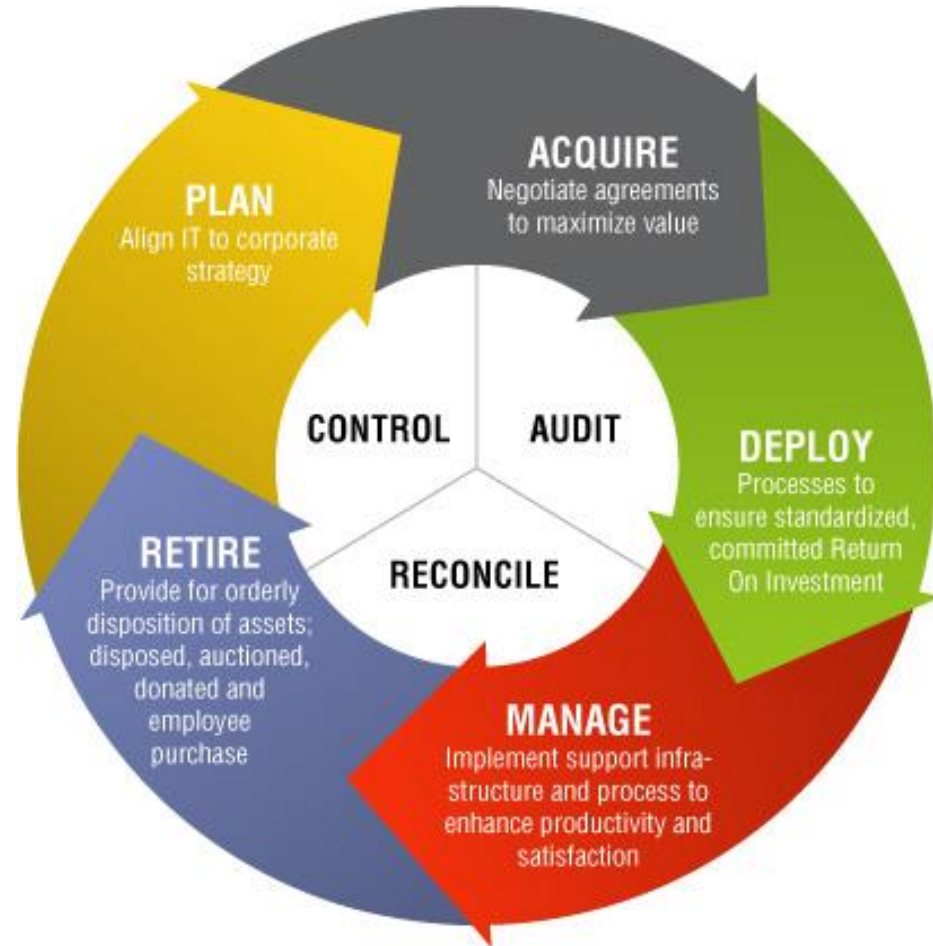 PLAN
Align IT to corporate
strategy
ACQUIRE
Negotiate agreements
to maximize value
DEPLOY
Processes to
ensure standardized,
committed Return
On Investment
MANAGE
Implement support infra-
structure and process to
enhance productivity and
satisfaction
RETIRE
Provide for orderly
disposition of assets;
disposed, auctioned,
donated and
employee
purchase
CONTROL
AUDIT
RECONCILE